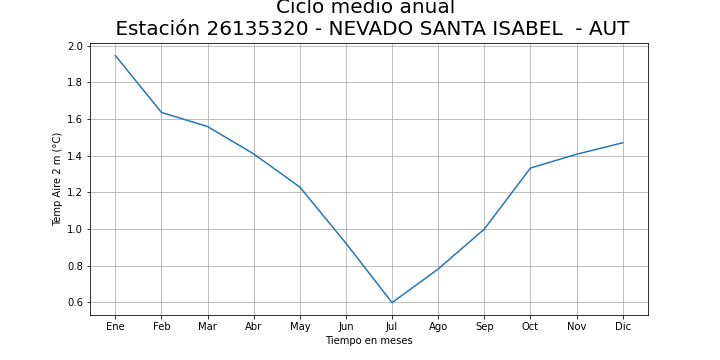 Ciclo medio anual
Estación 26135320 - NEVADO SANTA ISABEL  - AUT
2.0
1.8
1.6
1.4
1.2
1.0
0.8
0.6
Temp Aire 2 m (°C)
Ene Feb Mar Abr May Jun Jul Ago Sep Oct Nov Dic
Tiempo en meses